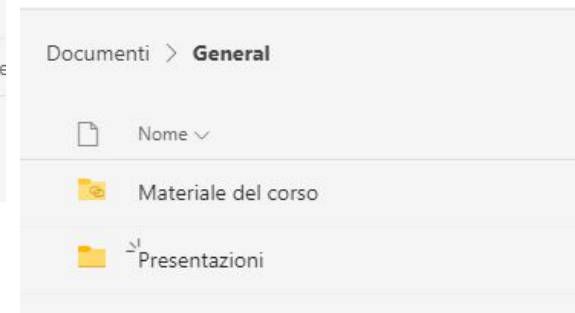 Documenti > General
Nome
Materiale del corso
Presentazioni